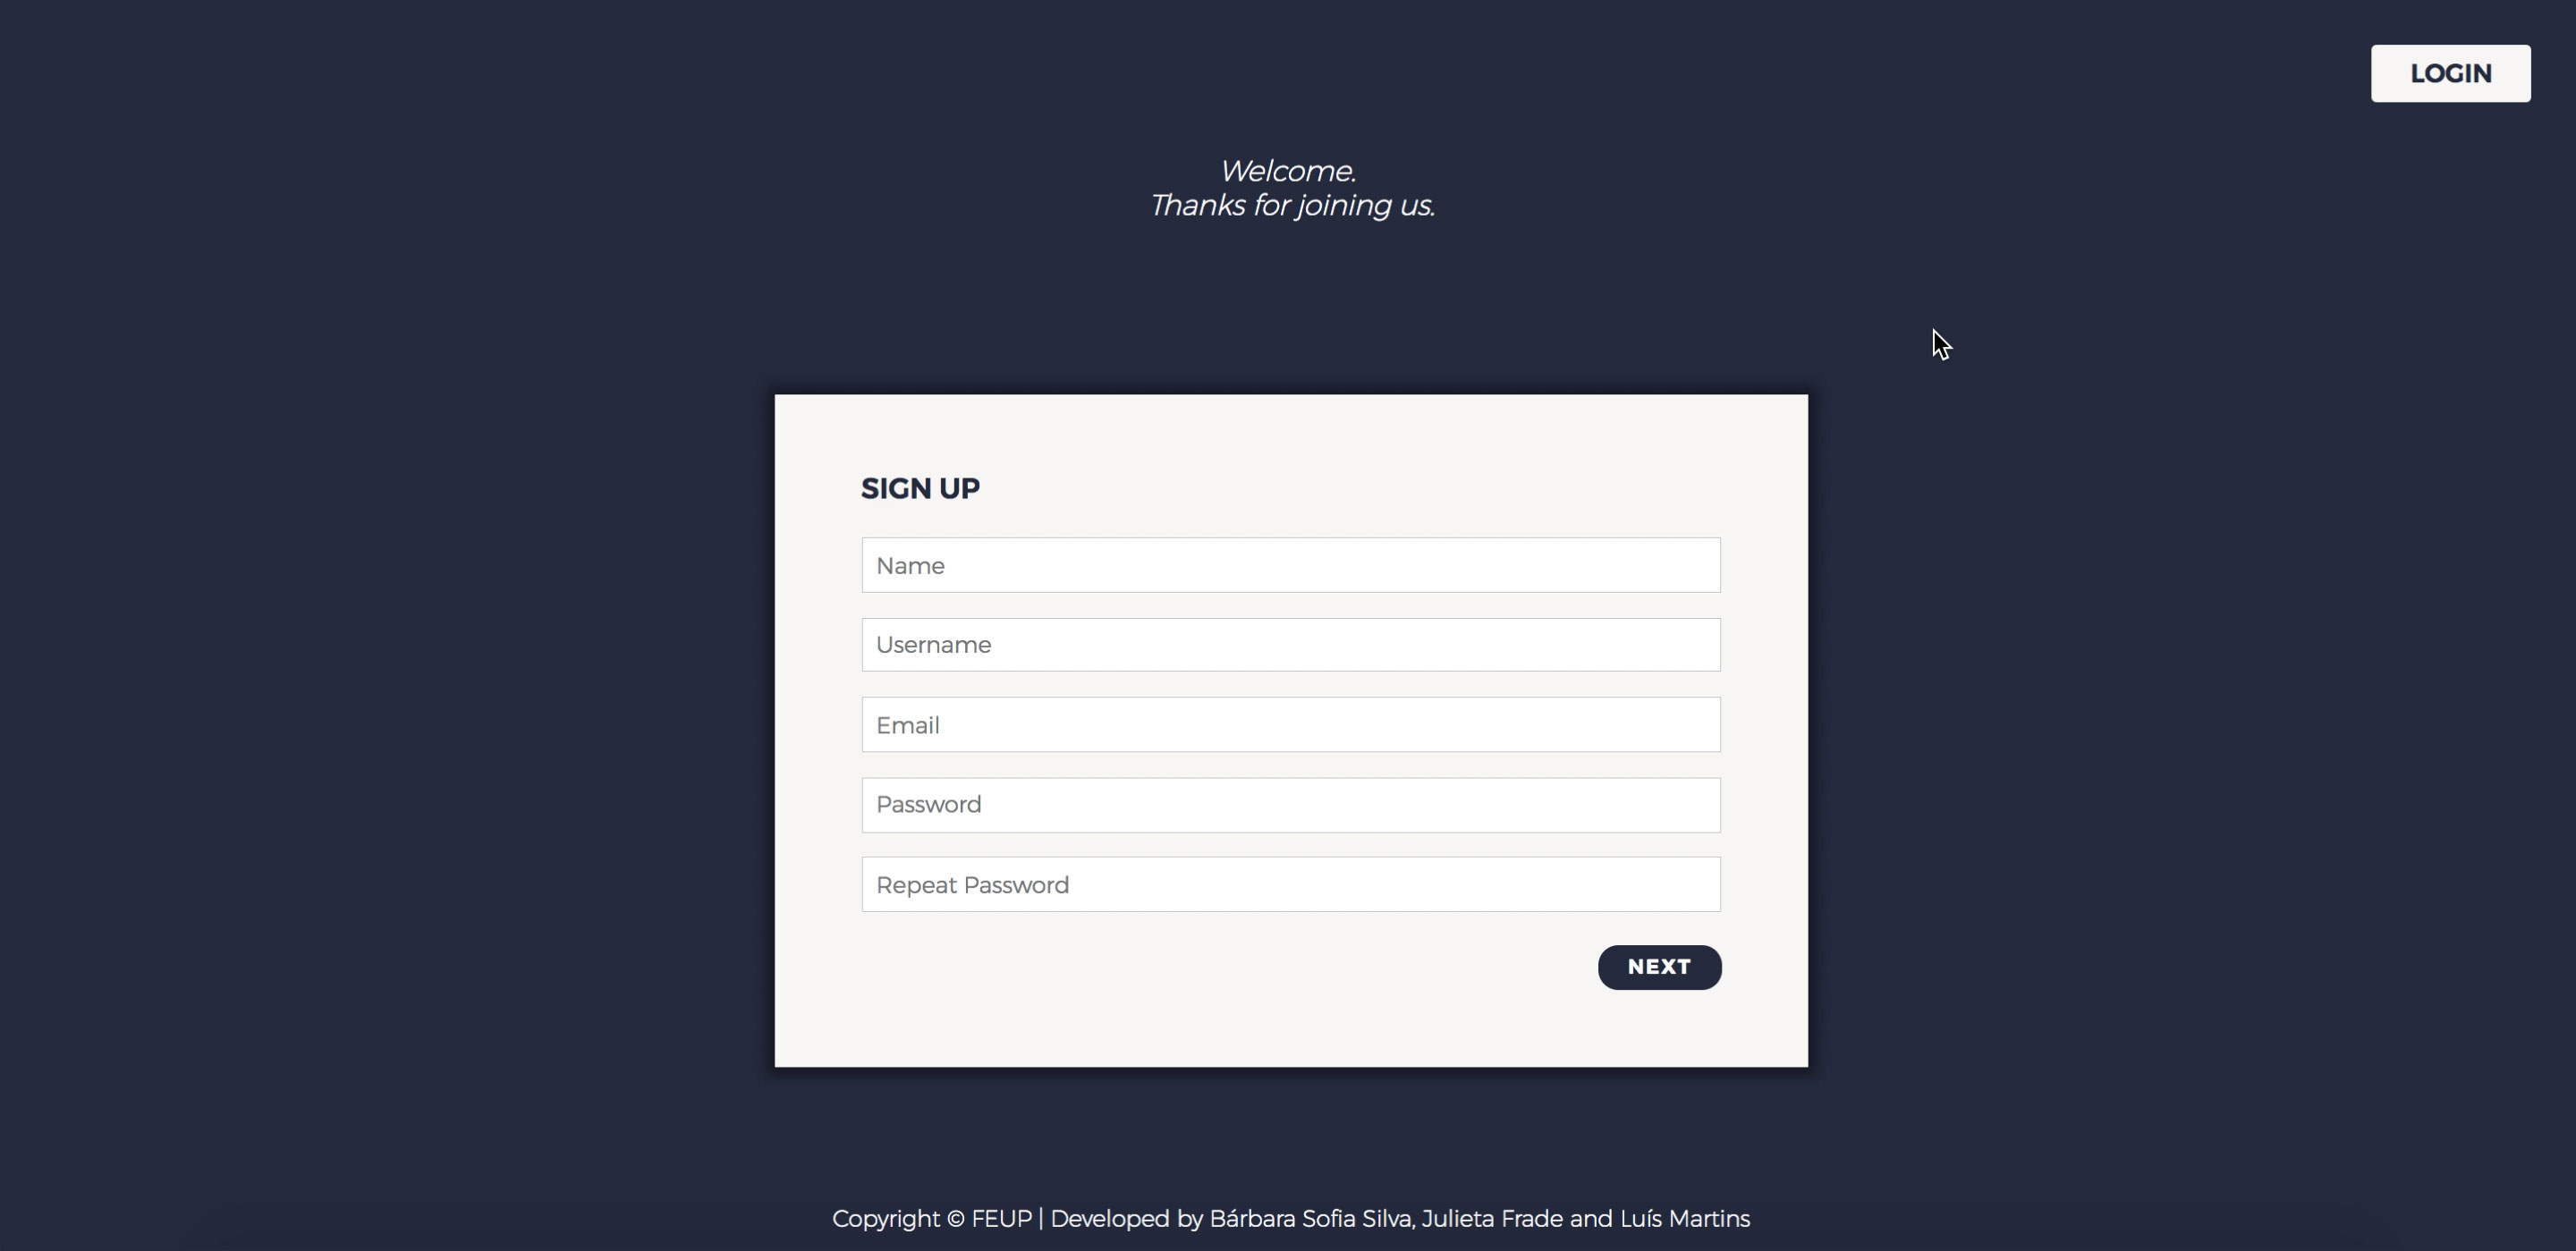 LOGIN
Welcome.
Thanks for joining us.
SIGN UP
Name
Username
Email
Password
Repeat Password
NEXT
Copyright © FEUP | Developed by Bárbara Sofia Silva, Julieta Frade and Luís Martins